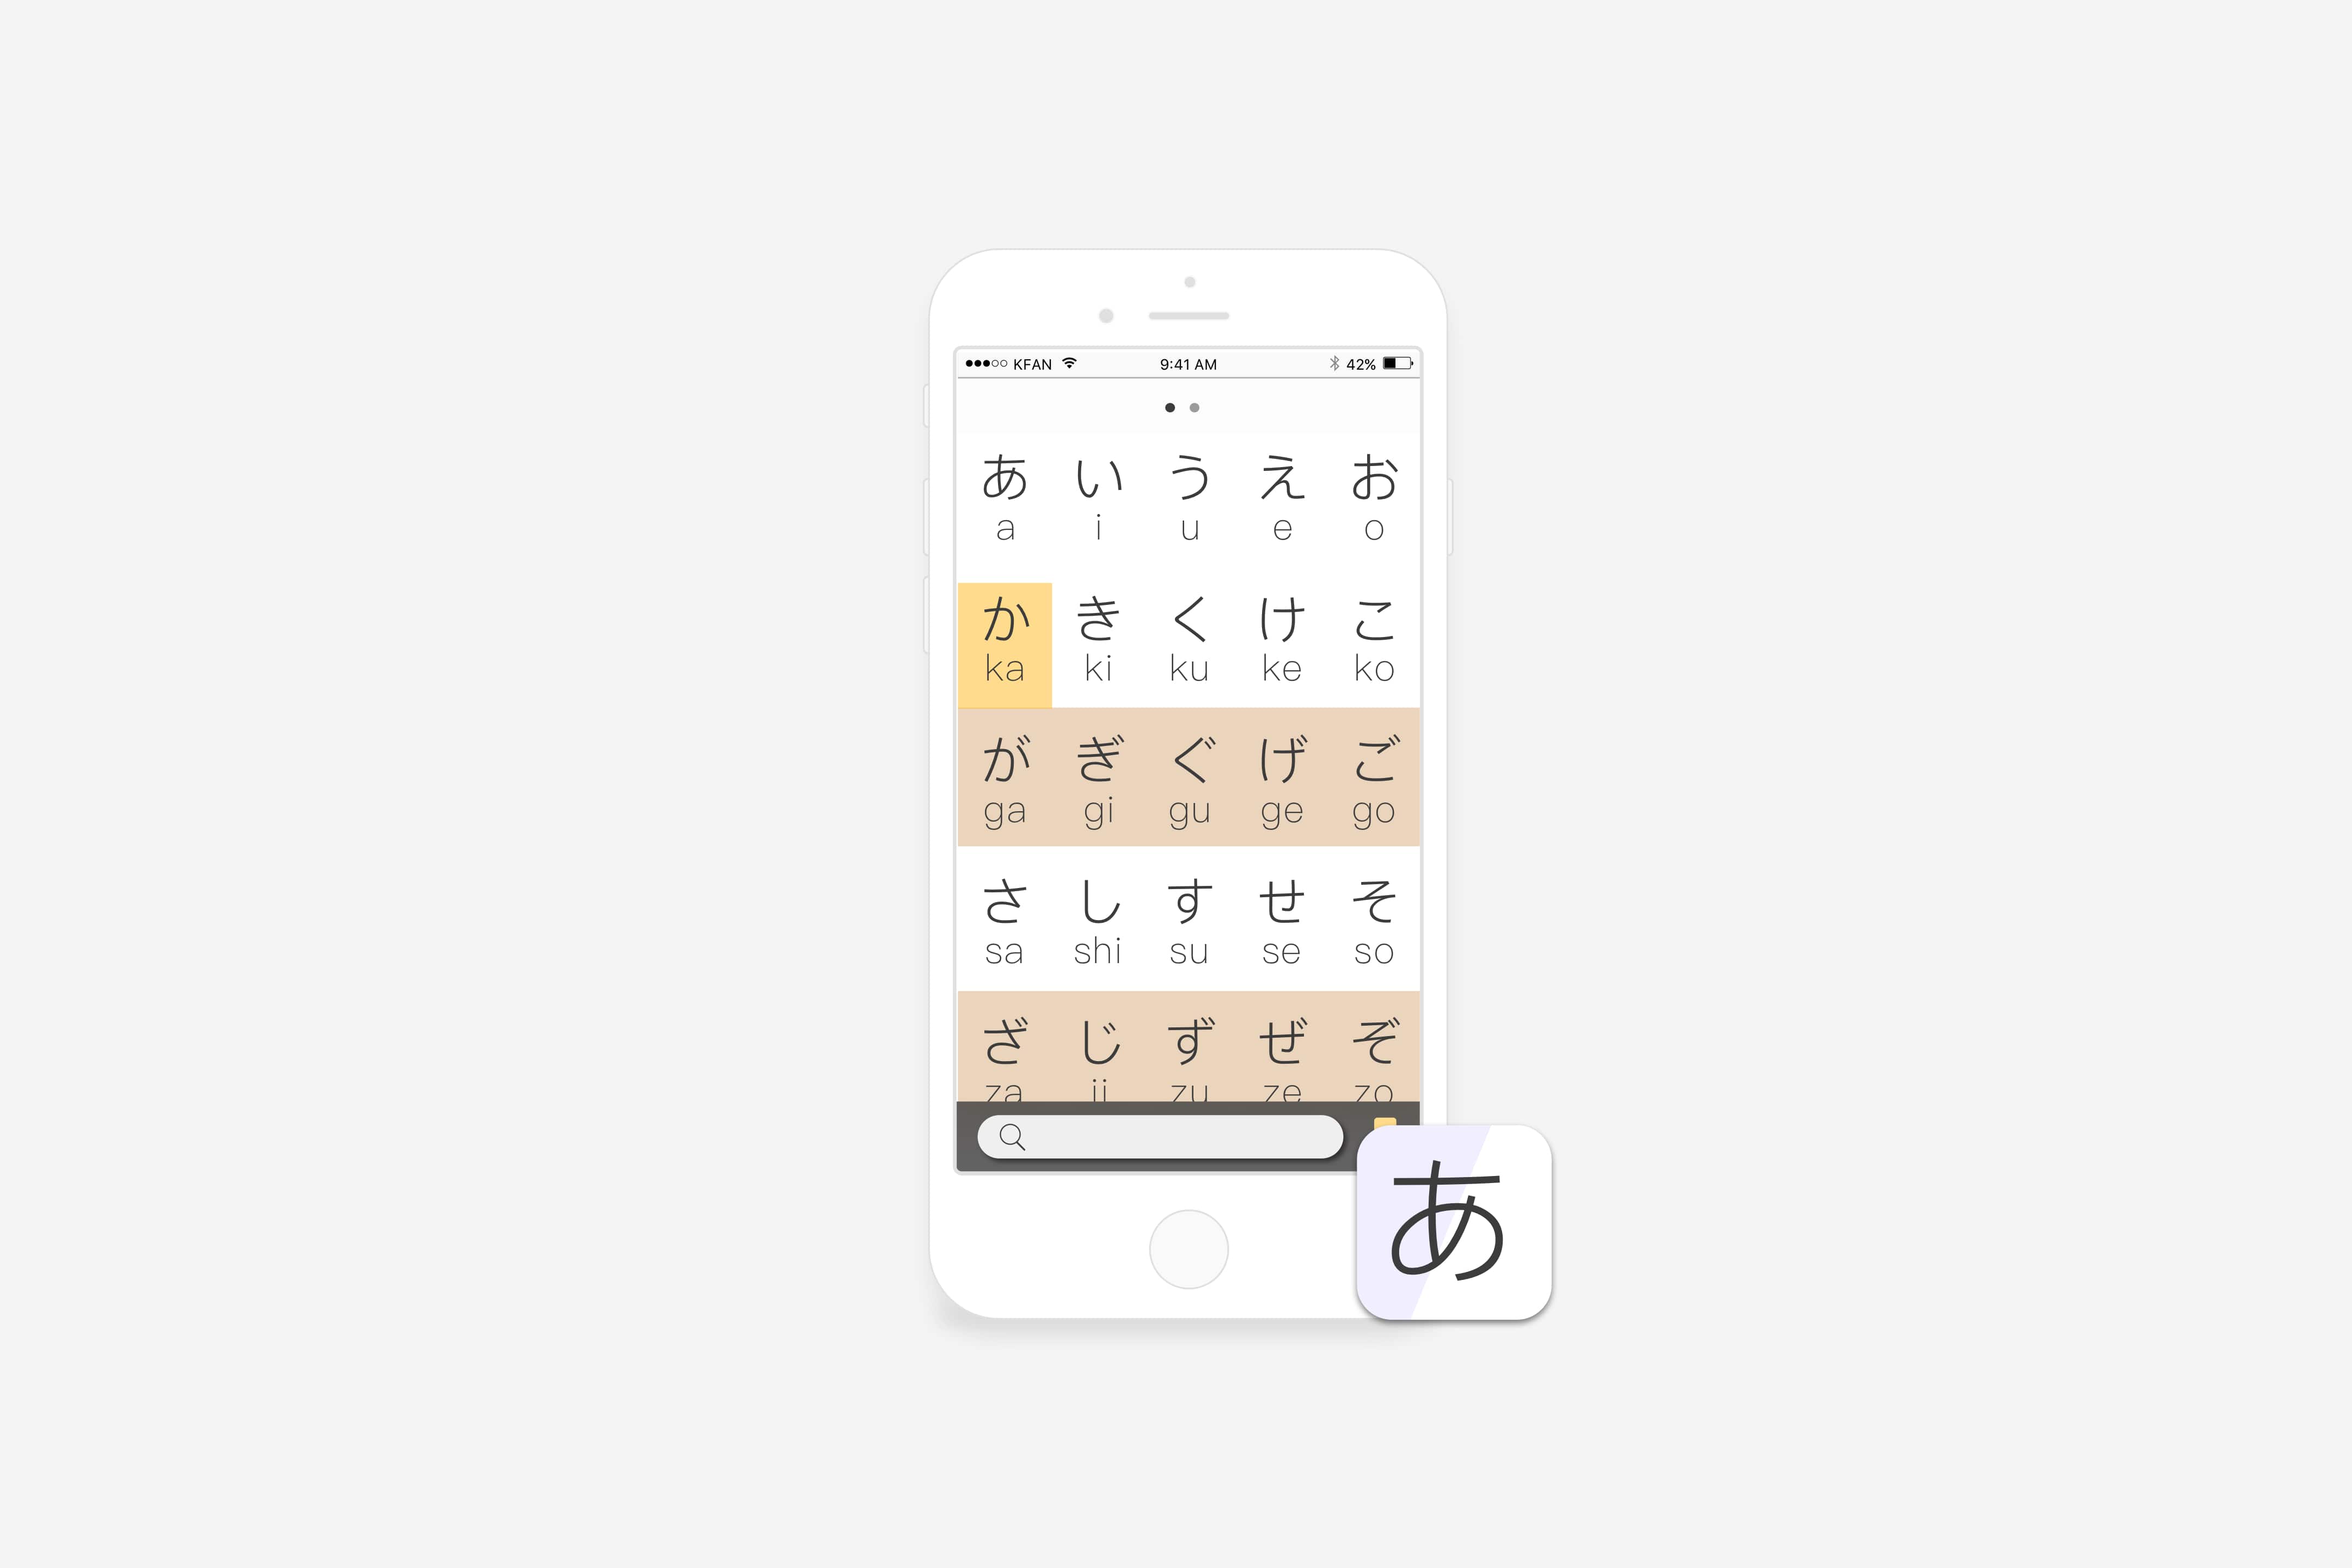 KFAN 9:41 AM 42%
あ い う え お
a i u e o
か き く け こ
ka ki ku ke ko
が ぎ ぐ げ ご
ga gi gu ge go
さ し す せ そ
sa shi su se so
ざ じ ず ぜ ぞ
za ji zu ze zo
あ